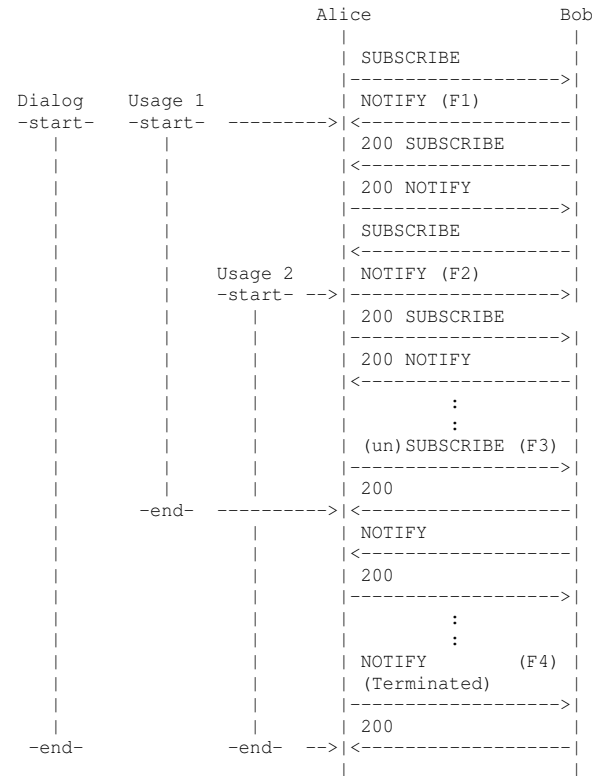 Alice Bob
SUBSCRIBE
Dialog Usage 1 NOTIFY (F1)
-start- -start- ---------->|<--------------------|
200 SUBSCRIBE
200 NOTIFY
SUBSCRIBE
Usage 2 NOTIFY (F2)
-start- -->|-------------------->|
200 SUBSCRIBE
200 NOTIFY
:
:
(un)SUBSCRIBE (F3)
200
-end- ----------->|<--------------------|
NOTIFY
200
:
:
NOTIFY (F4)
(Terminated)
200
-end- -end- -->|<--------------------|